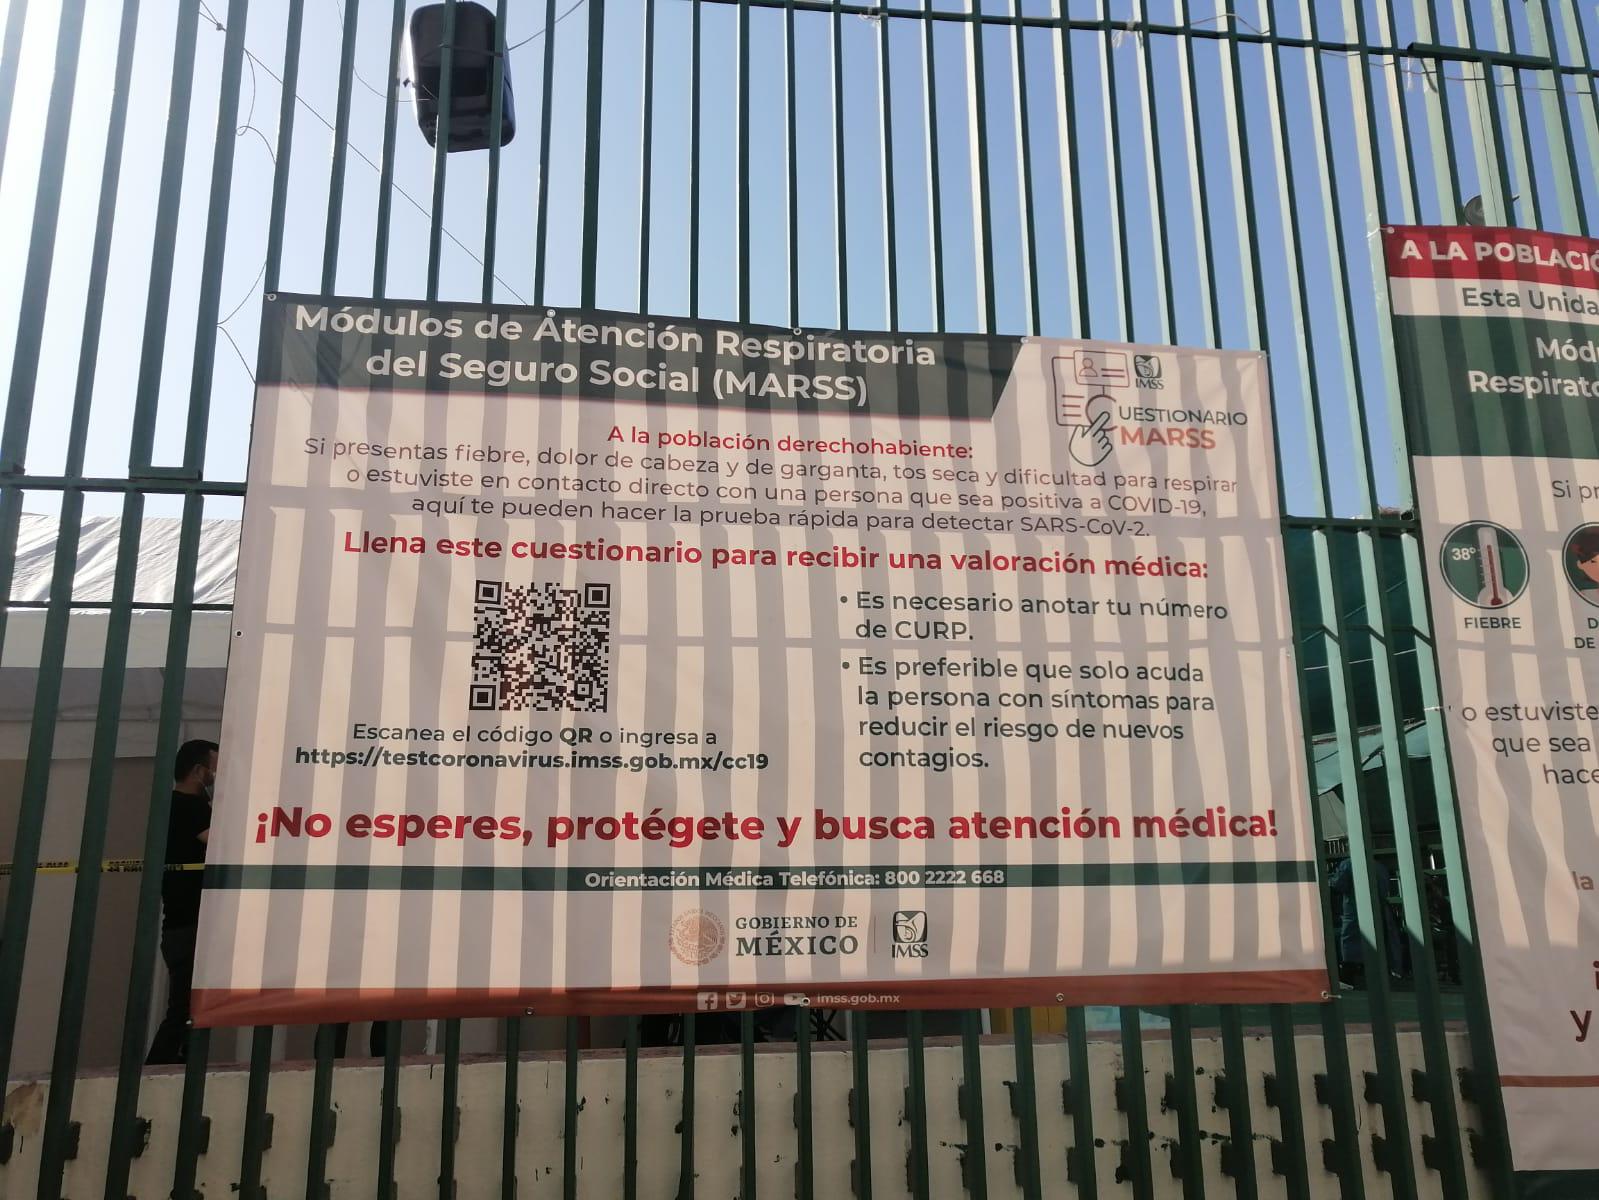 Módulos de Atención Respiratoria
del Seguro Social (MARSS)
IMSS
CUESTIONARIO
MARSS
A la población derechohabiente:
Si presentas fiebre, dolor de cabeza y de garganta, tos seca y dificultad para respirar
o estuviste en contacto directo con una persona que sea positiva a COVID-19,
aquí te pueden hacer la prueba rápida para detectar SARS-CoV-2.
Llena este cuestionario para recibir una valoración médica:
• Es necesario anotar tu número
de CURP.
• Es preferible que solo acuda
la persona con síntomas para
reducir el riesgo de nuevos
contagios.
Escanea el código QR o ingresa a
https://testcoronavirus.imss.gob.mx/cc19
¡No esperes, protégete y busca atención médica!
Orientación Médica Telefónica: 800 2222 668
GOBIERNO DE
MÉXICO
IMSS
imss.gob.mx
A LA POBLACIÓ
Esta Unida
Módu
Respirato
Si pr
38°
FIEBRE
D
DE
o estuviste
que sea
hace
la
¡
y